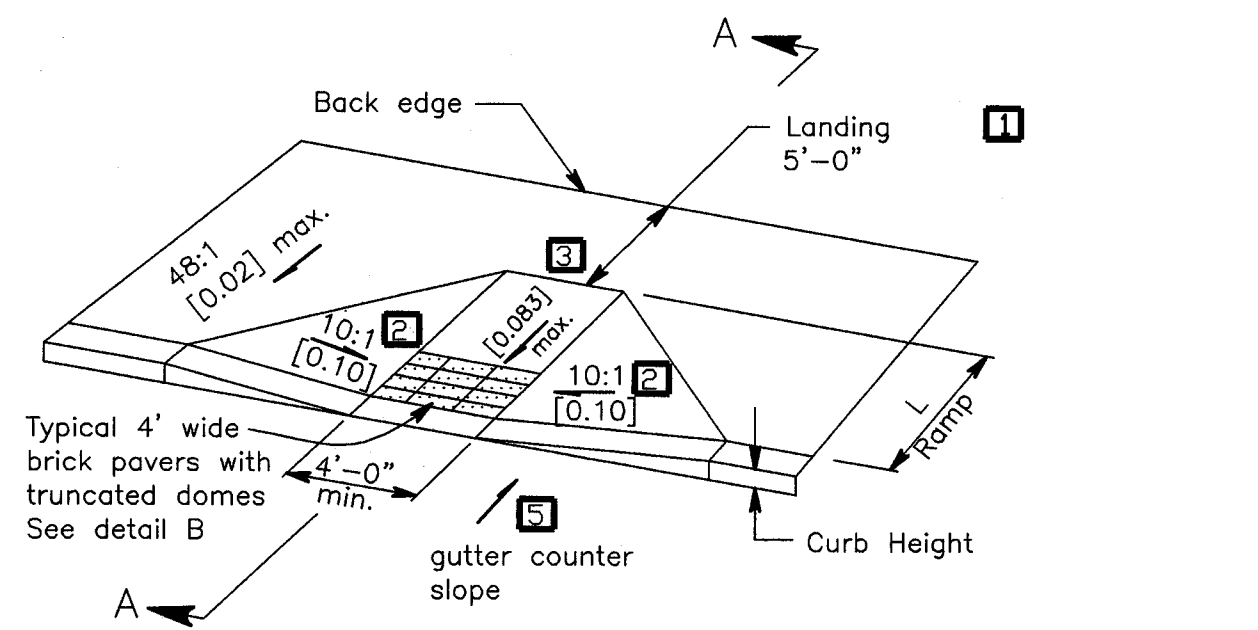 A
Back edge
Landing
5'-0"
1
48:1
[0.02] max.
3
10:1
[0.10]
2
[0.083]
max.
10:1
[0.10]
2
L
Ramp
Typical 4' wide
brick pavers with
truncated domes
See detail B
4'-0"
min.
5
gutter counter
slope
Curb Height
A